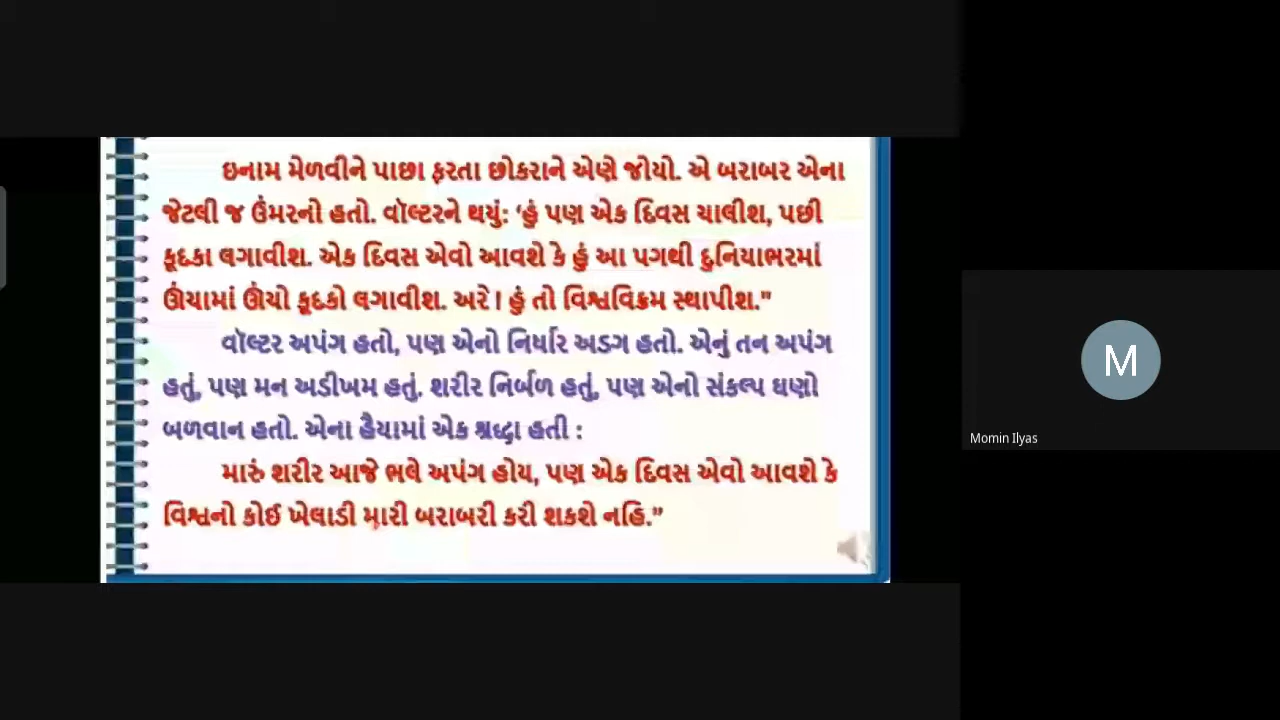 ઇનામ મેળવીને પાછા ફરતા છોકરાને એણે જોયો. એ બરાબર એના
જેટલી જ ઉંમરનો હતો. વૉલ્ટરને થયું: ‘હું પણ એક દિવસ ચાલીશ, પછી
કૂદકા લગાવીશ. એક દિવસ એવો આવશે કે હું આ પગથી દુનિયાભરમાં
ઊંચામાં ઊંચો કૂદકો લગાવીશ. અરે ! હું તો વિશ્વવિક્રમ સ્થાપીશ."
વૉલ્ટર અપંગ હતો, પણ એનો નિર્ધાર અડગ હતો. એનું તન અપંગ
હતું, પણ મન અડીખમ હતું. શરીર નિર્બળ હતું, પણ એનો સંકલ્પ ઘણો
બળવાન હતો. એના હૈયામાં એક શ્રદ્ધા હતી :
મારું શરીર આજે ભલે અપંગ હોય, પણ એક દિવસ એવો આવશે કે
વિશ્વનો કોઈ ખેલાડી મારી બરાબરી કરી શકશે નહિ.”
M
Momin Ilyas